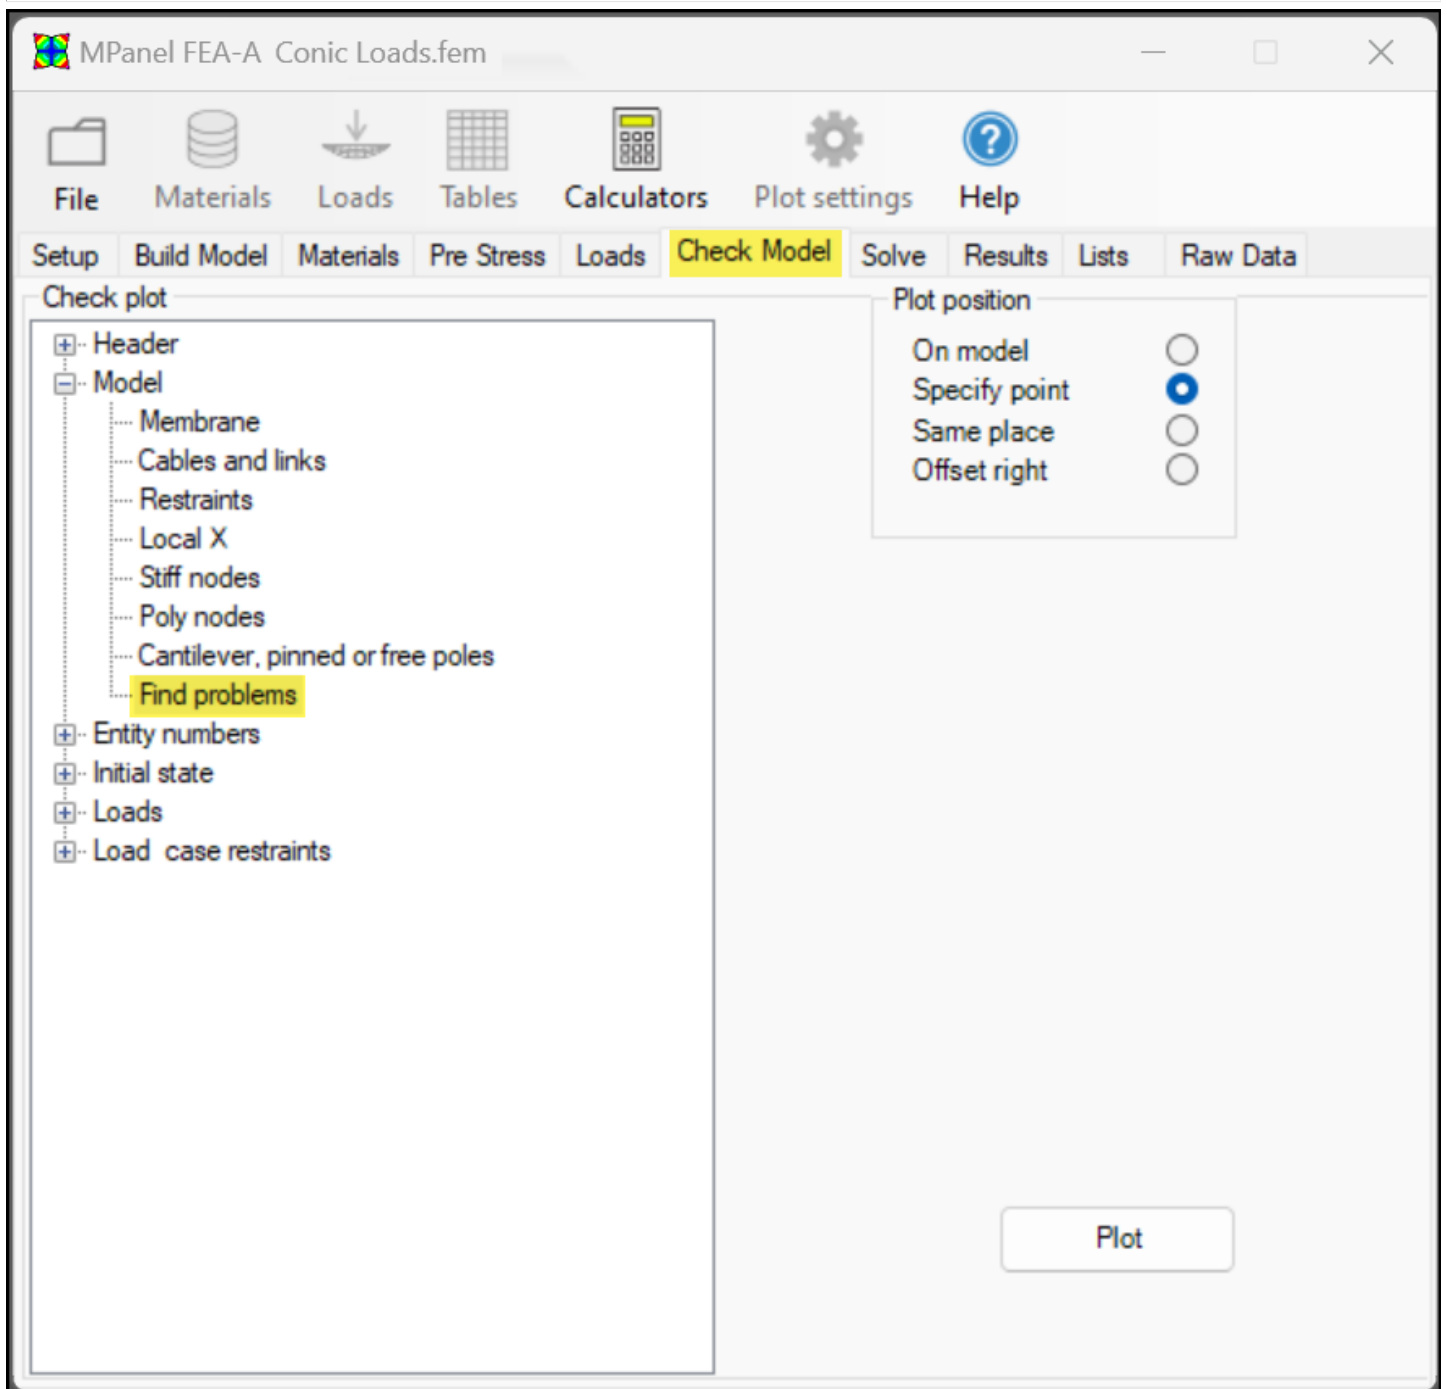 MPanel FEA-A Conic Loads.fem
File Materials Loads Tables Calculators Plot settings Help
Setup Build Model Materials Pre Stress Loads Check Model Solve Results Lists Raw Data
Check plot
Header
Model
Membrane
Cables and links
Restraints
Local X
Stiff nodes
Poly nodes
Cantilever, pinned or free poles
Find problems
Entity numbers
Initial state
Loads
Load case restraints
Plot position
On model
Specify point
Same place
Offset right
Plot